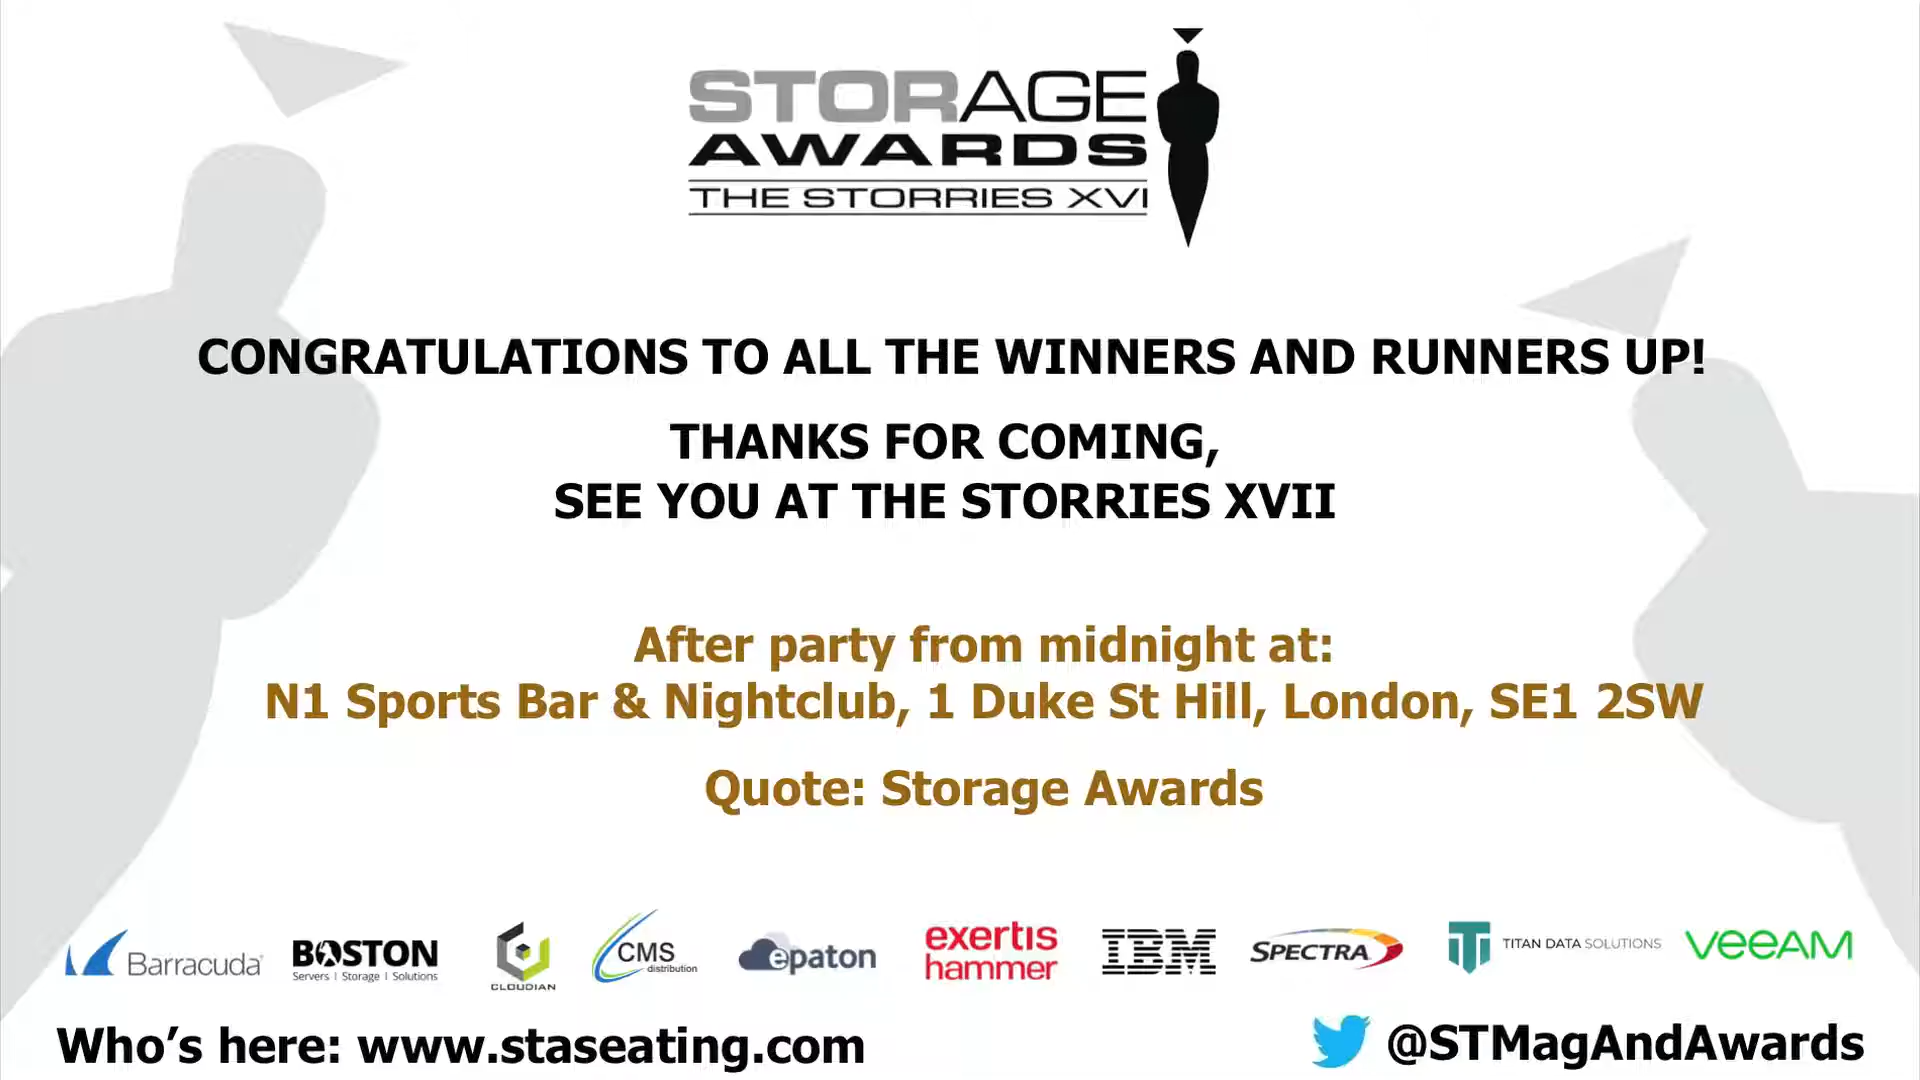 STORAGE
AWARDS
THE STORRIES XVI
CONGRATULATIONS TO ALL THE WINNERS AND RUNNERS UP!
THANKS FOR COMING,
SEE YOU AT THE STORRIES XVII
After party from midnight at:
N1 Sports Bar & Nightclub, 1 Duke St Hill, London, SE1 2SW
Quote: Storage Awards
Barracuda
BOSTON
Servers | Storage | Solutions
CLOUDIAN
CMS
distribution
epaton
exertis
hammer
IBM
SPECTRA
TITAN DATA SOLUTIONS
veeAM
Who's here: www.staseating.com
@STMagAndAwards